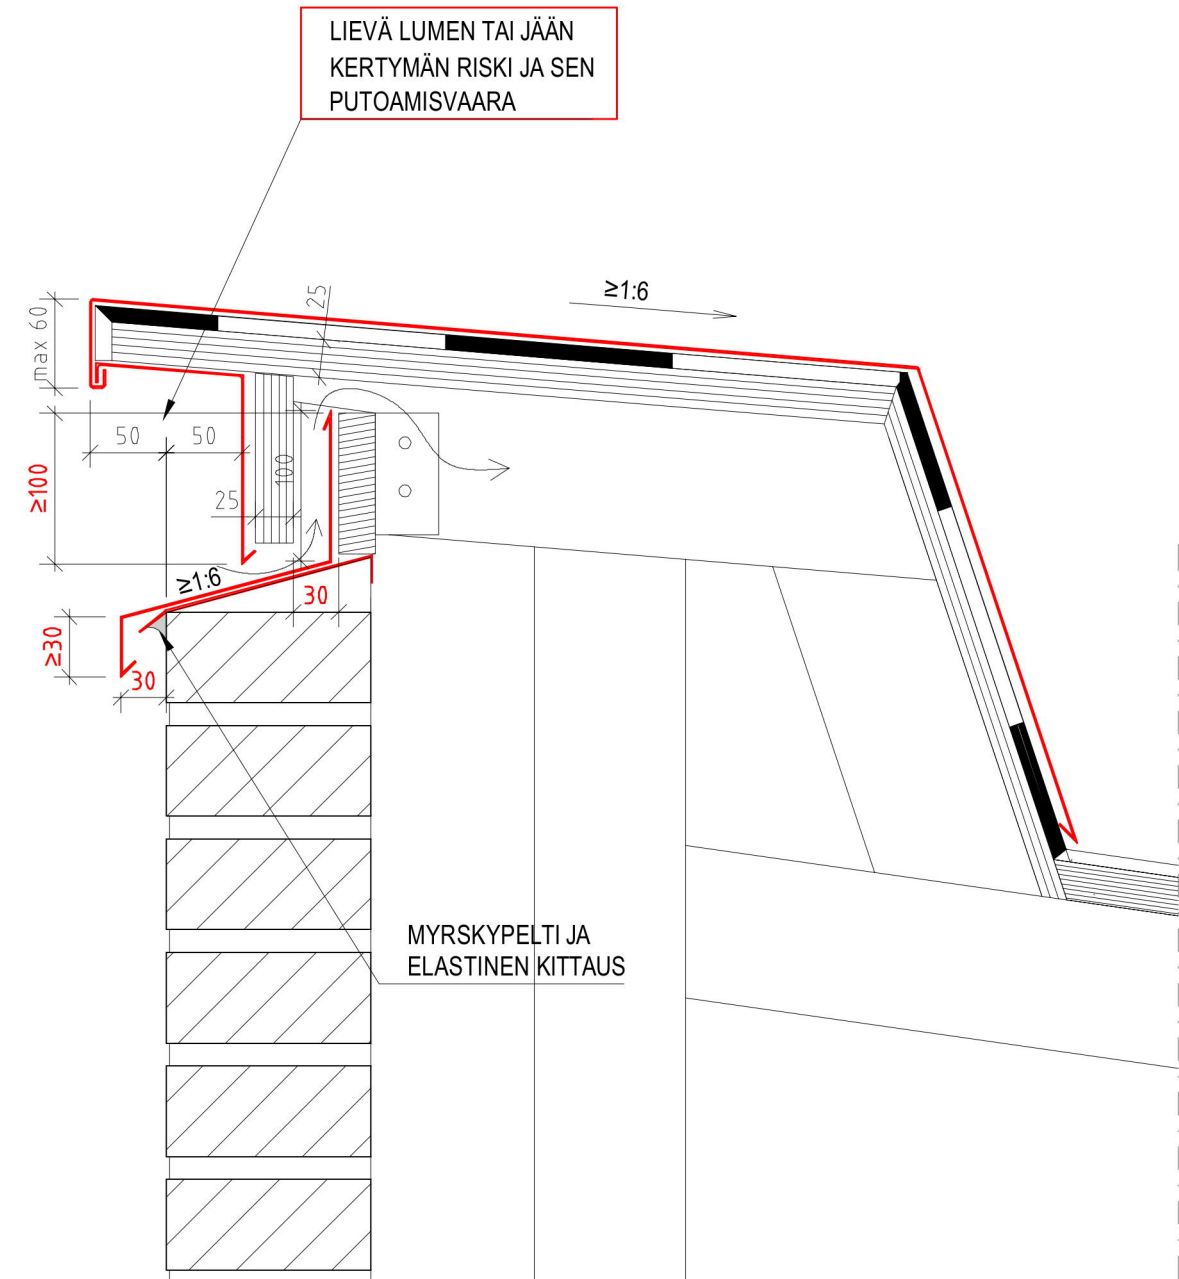 LIEVÄ LUMEN TAI JÄÄN
KERTYMÄN RISKI JA SEN
PUTOAMISVAARA
≥1:6
25
max 60
50
50
≥100
100
25
≥1:6
30
≥30
30
MYRSKYPELTI JA
ELASTINEN KITTAUS